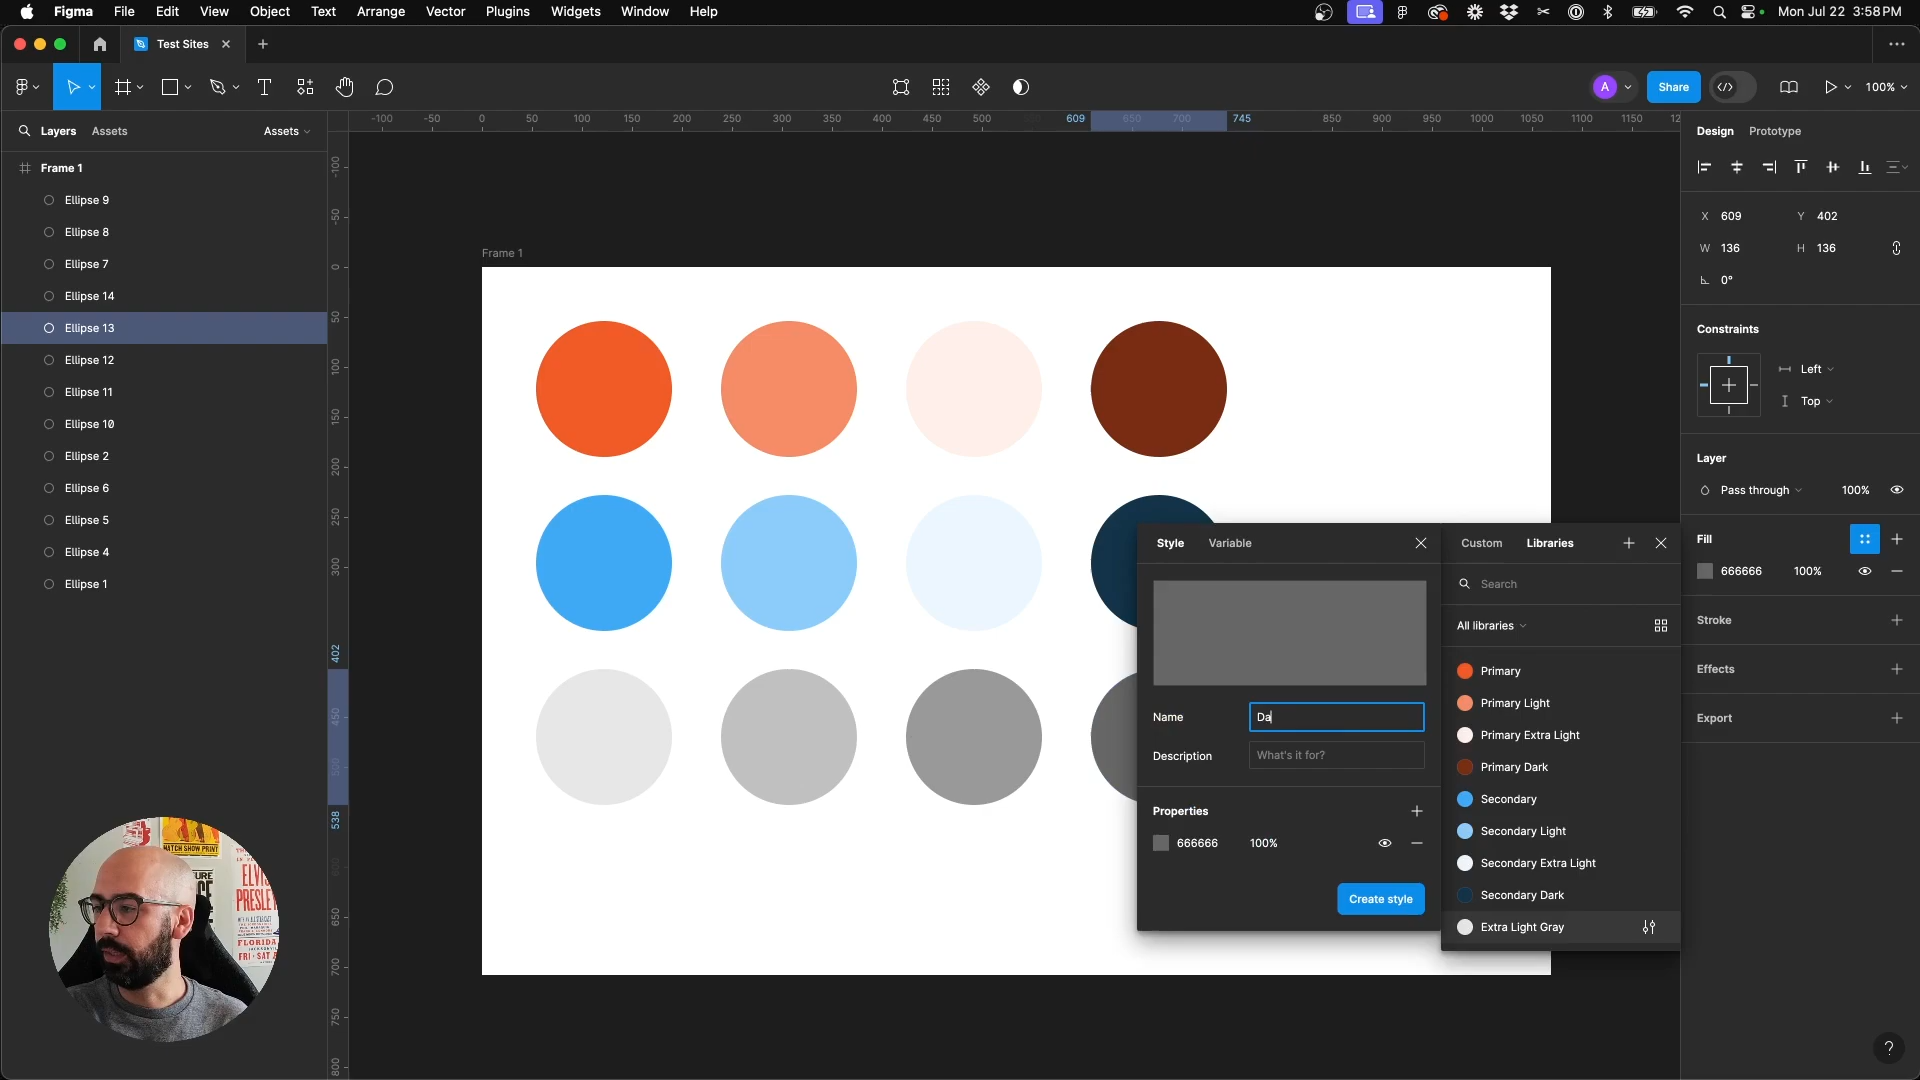 Figma File Edit View Object Text Arrange Vector Plugins Widgets Window Help Mon Jul 22 3:58 PM
Test Sites
A Share 100%
Layers Assets Assets
Frame 1
Ellipse 9
Ellipse 8
Ellipse 7
Ellipse 14
Ellipse 13
Ellipse 12
Ellipse 11
Ellipse 10
Ellipse 2
Ellipse 6
Ellipse 5
Ellipse 4
Ellipse 1
-100 -50 0 50 100 150 200 250 300 350 400 450 500 609 650 700 745 850 900 950 1000 1050 1100 1150
-100
-50
0
50
100
150
200
250
300
402
450
500
538
600
650
700
750
800
Frame 1
Style Variable
Name Da
Description What's it for?
Properties
666666 100%
Create style
Custom Libraries
Search
All libraries
Primary
Primary Light
Primary Extra Light
Primary Dark
Secondary
Secondary Light
Secondary Extra Light
Secondary Dark
Extra Light Gray
Design Prototype
X 609 Y 402
W 136 H 136
0°
Constraints
Left
Top
Layer
Pass through 100%
Fill
666666 100%
Stroke
Effects
Export
?
HATCH SHOW PRINT
PRESLE
FLORIDA